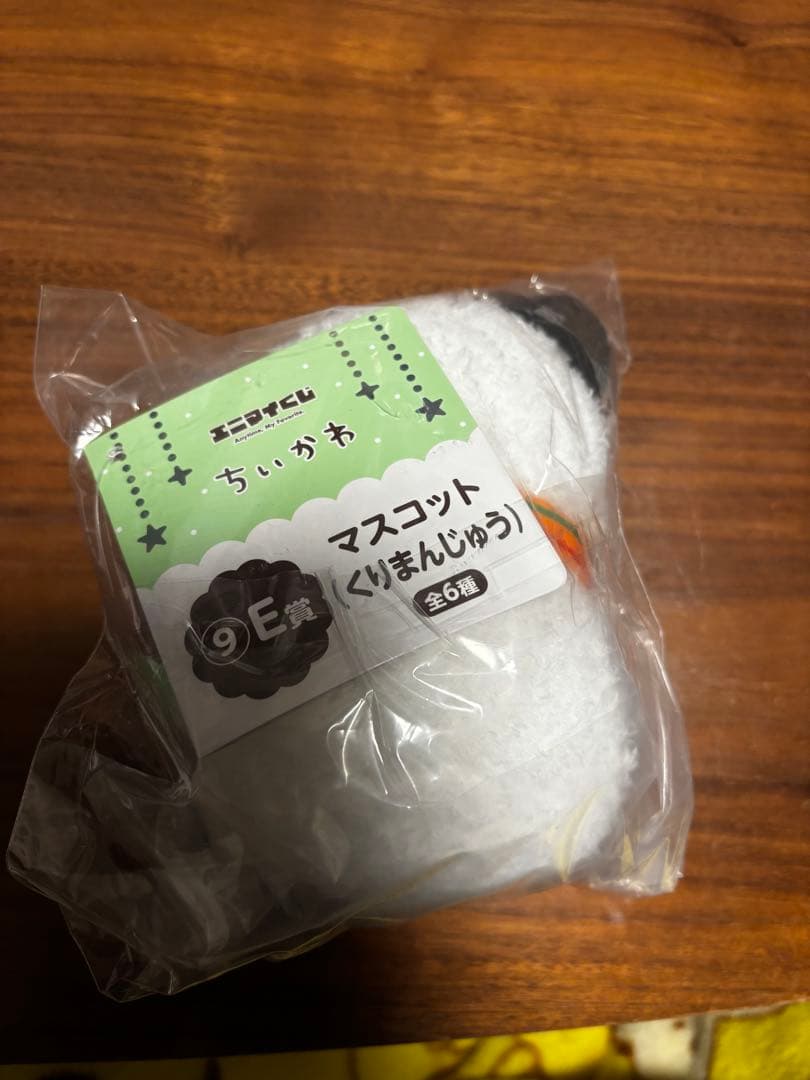 エニマイくじ
Anytime, My Favorite.
ちいかわ
マスコット
(くりまんじゅう)
全6種
⑨E賞